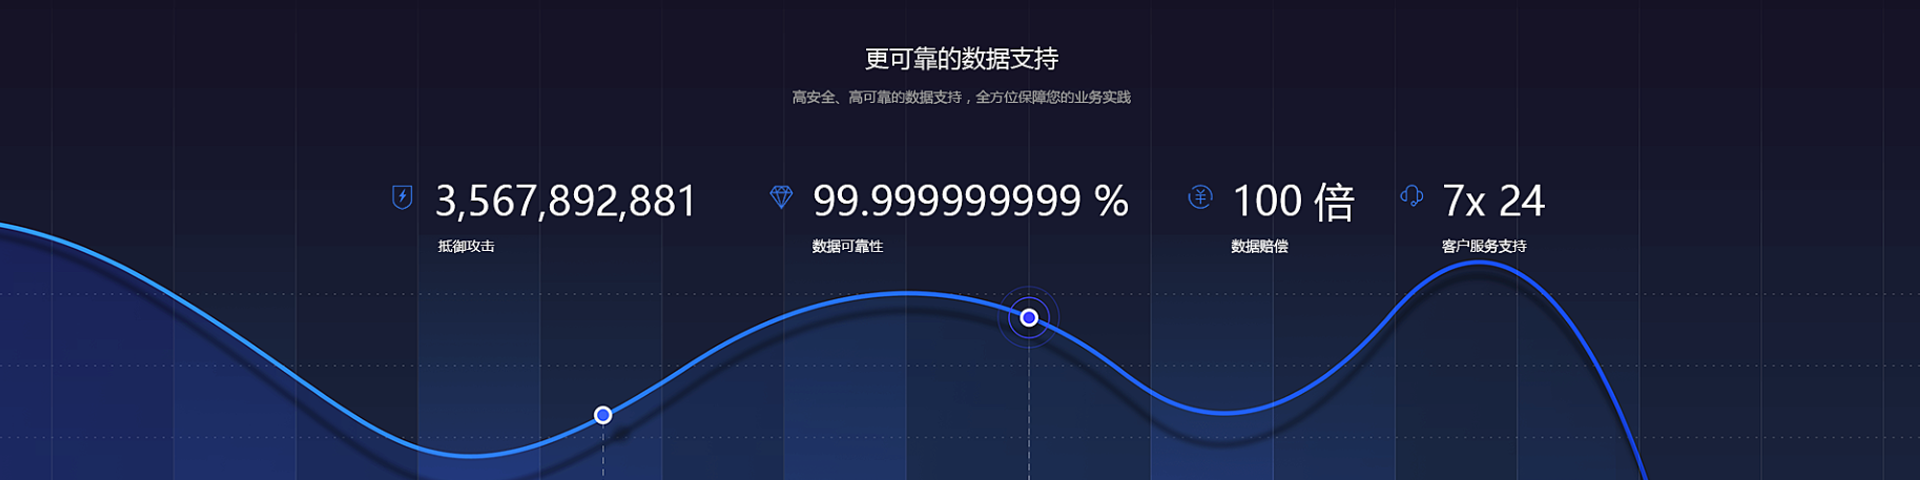 更可靠的数据支持
高安全、高可靠的数据支持，全方位保障您的业务实践
3,567,892,881
抵御攻击
99.999999999 %
数据可靠性
100 倍
数据赔偿
7x 24
客户服务支持